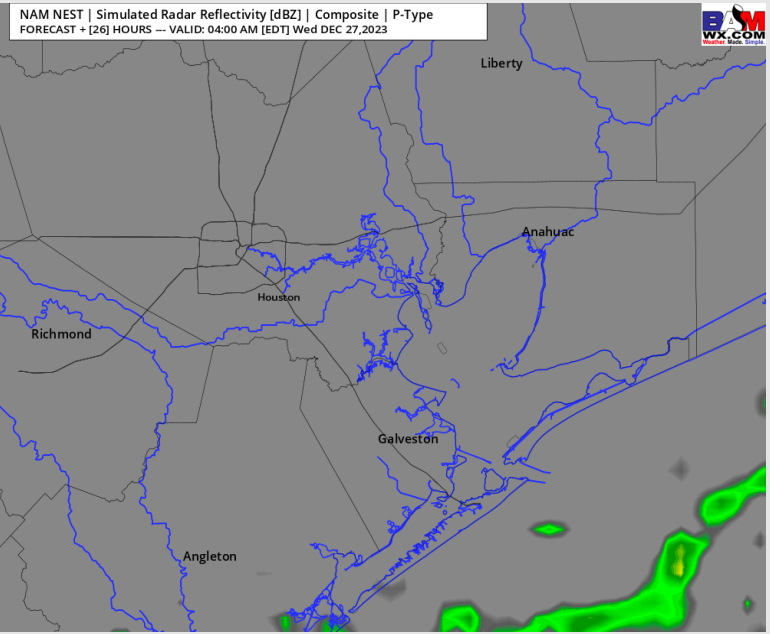 NAM NEST | Simulated Radar Reflectivity [dBZ] | Composite | P-Type
FORECAST + [26] HOURS --- VALID: 04:00 AM [EDT] Wed DEC 27,2023
BAM
WX.COM
Weather. Made. Simple.
Liberty
Anahuac
Houston
Richmond
Galveston
Angleton